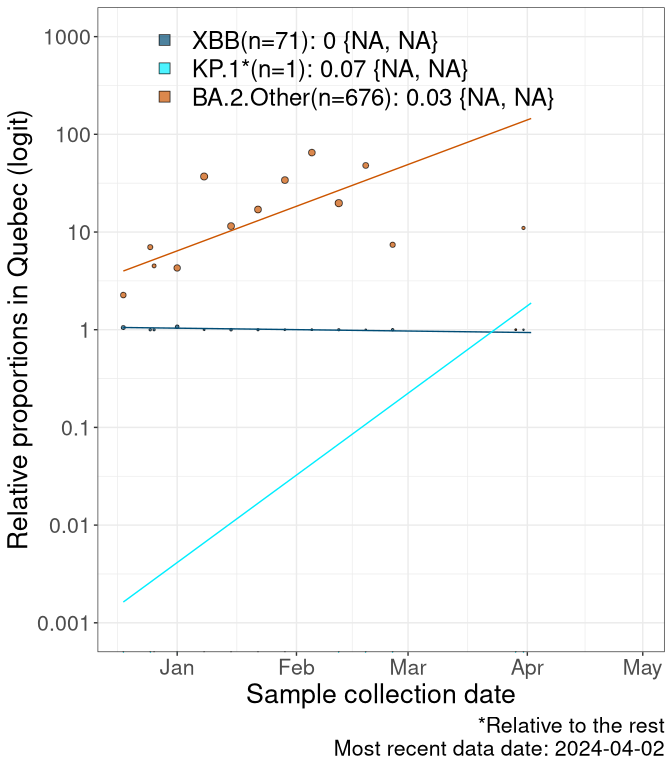 XBB(n=71): 0 {NA, NA}
KP.1*(n=1): 0.07 {NA, NA}
BA.2.Other(n=676): 0.03 {NA, NA}
Relative proportions in Quebec (logit)
1000
100
10
1
0.1
0.01
0.001
Jan Feb Mar Apr May
Sample collection date
*Relative to the rest
Most recent data date: 2024-04-02